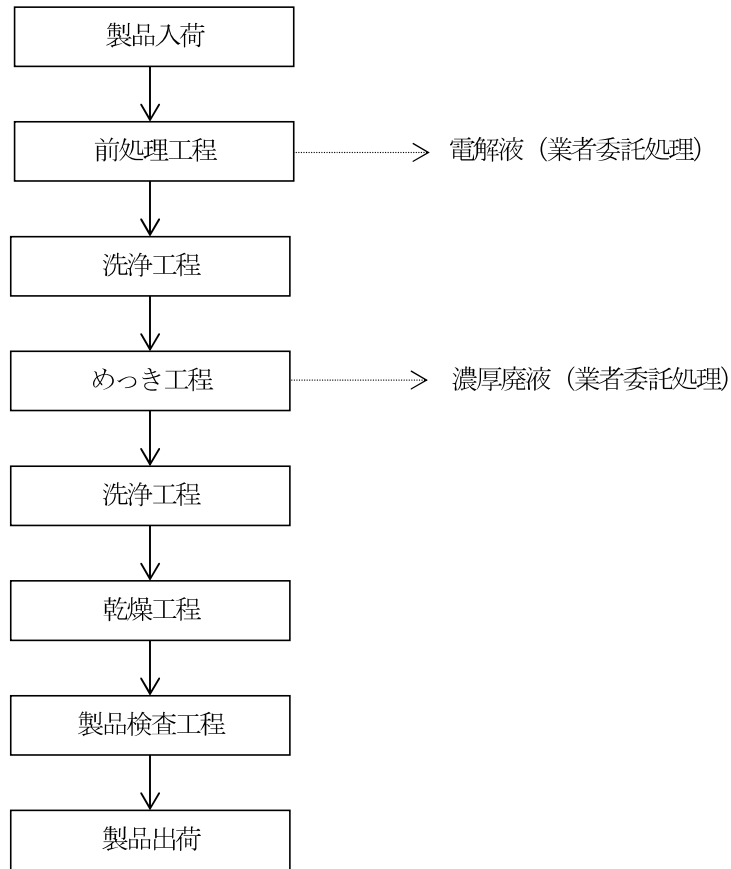 製品入荷
前処理工程
電解液（業者委託処理）
洗浄工程
めっき工程
濃厚廃液（業者委託処理）
洗浄工程
乾燥工程
製品検査工程
製品出荷